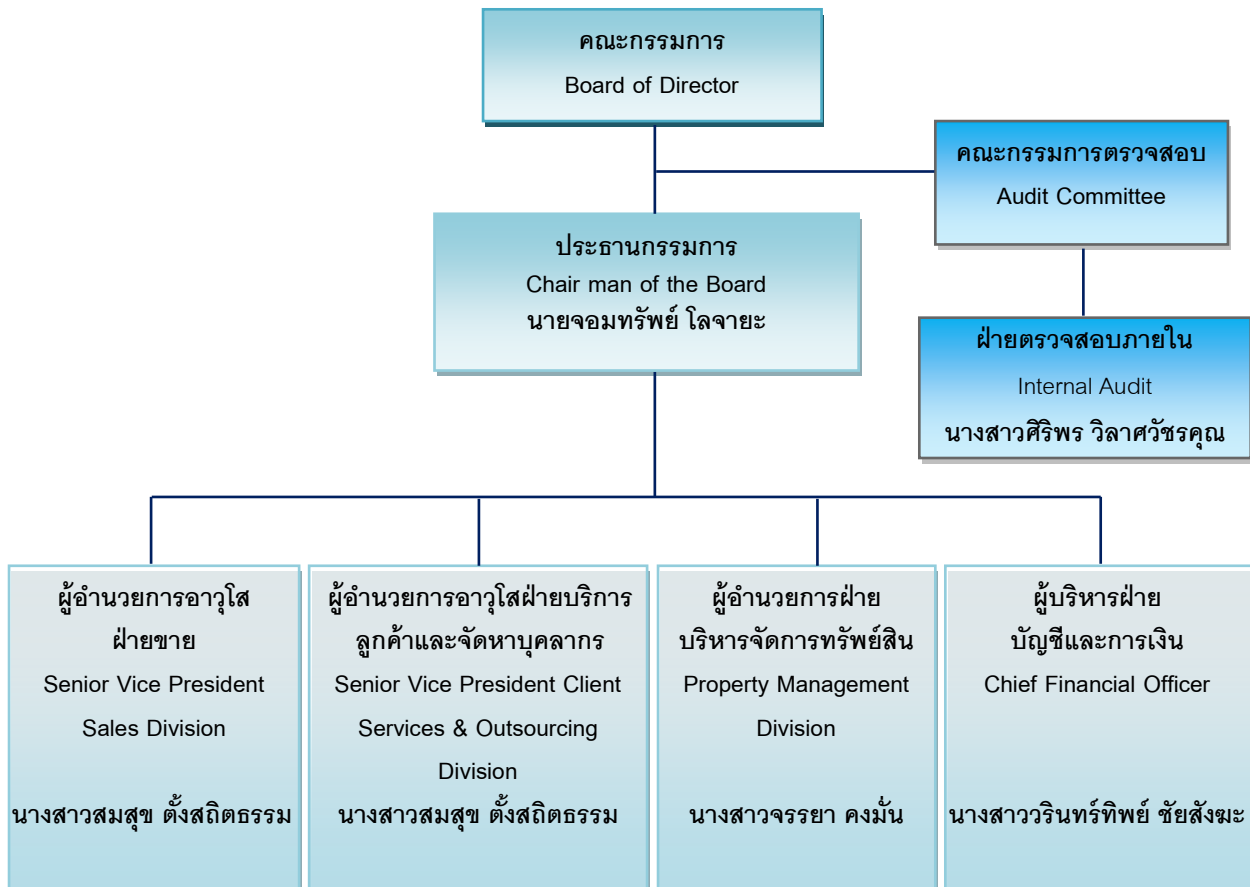 คณะกรรมการ
Board of Director
คณะกรรมการตรวจสอบ
Audit Committee
ประธานกรรมการ
Chair man of the Board
นายจอมทรัพย์ โลจายะ
ฝ่ายตรวจสอบภายใน
Internal Audit
นางสาวศิริพร วิลาศวัชรคุณ
ผู้อำนวยการอาวุโส
ฝ่ายขาย
Senior Vice President
Sales Division
นางสาวสมสุข ตั้งสถิตธรรม
ผู้อำนวยการอาวุโสฝ่ายบริการ
ลูกค้าและจัดหาบุคลากร
Senior Vice President Client
Services & Outsourcing
Division
นางสาวสมสุข ตั้งสถิตธรรม
ผู้อำนวยการฝ่าย
บริหารจัดการทรัพย์สิน
Property Management
Division
นางสาวจรรยา คงมั่น
ผู้บริหารฝ่าย
บัญชีและการเงิน
Chief Financial Officer
นางสาววรินทร์ทิพย์ ชัยสังฆะ